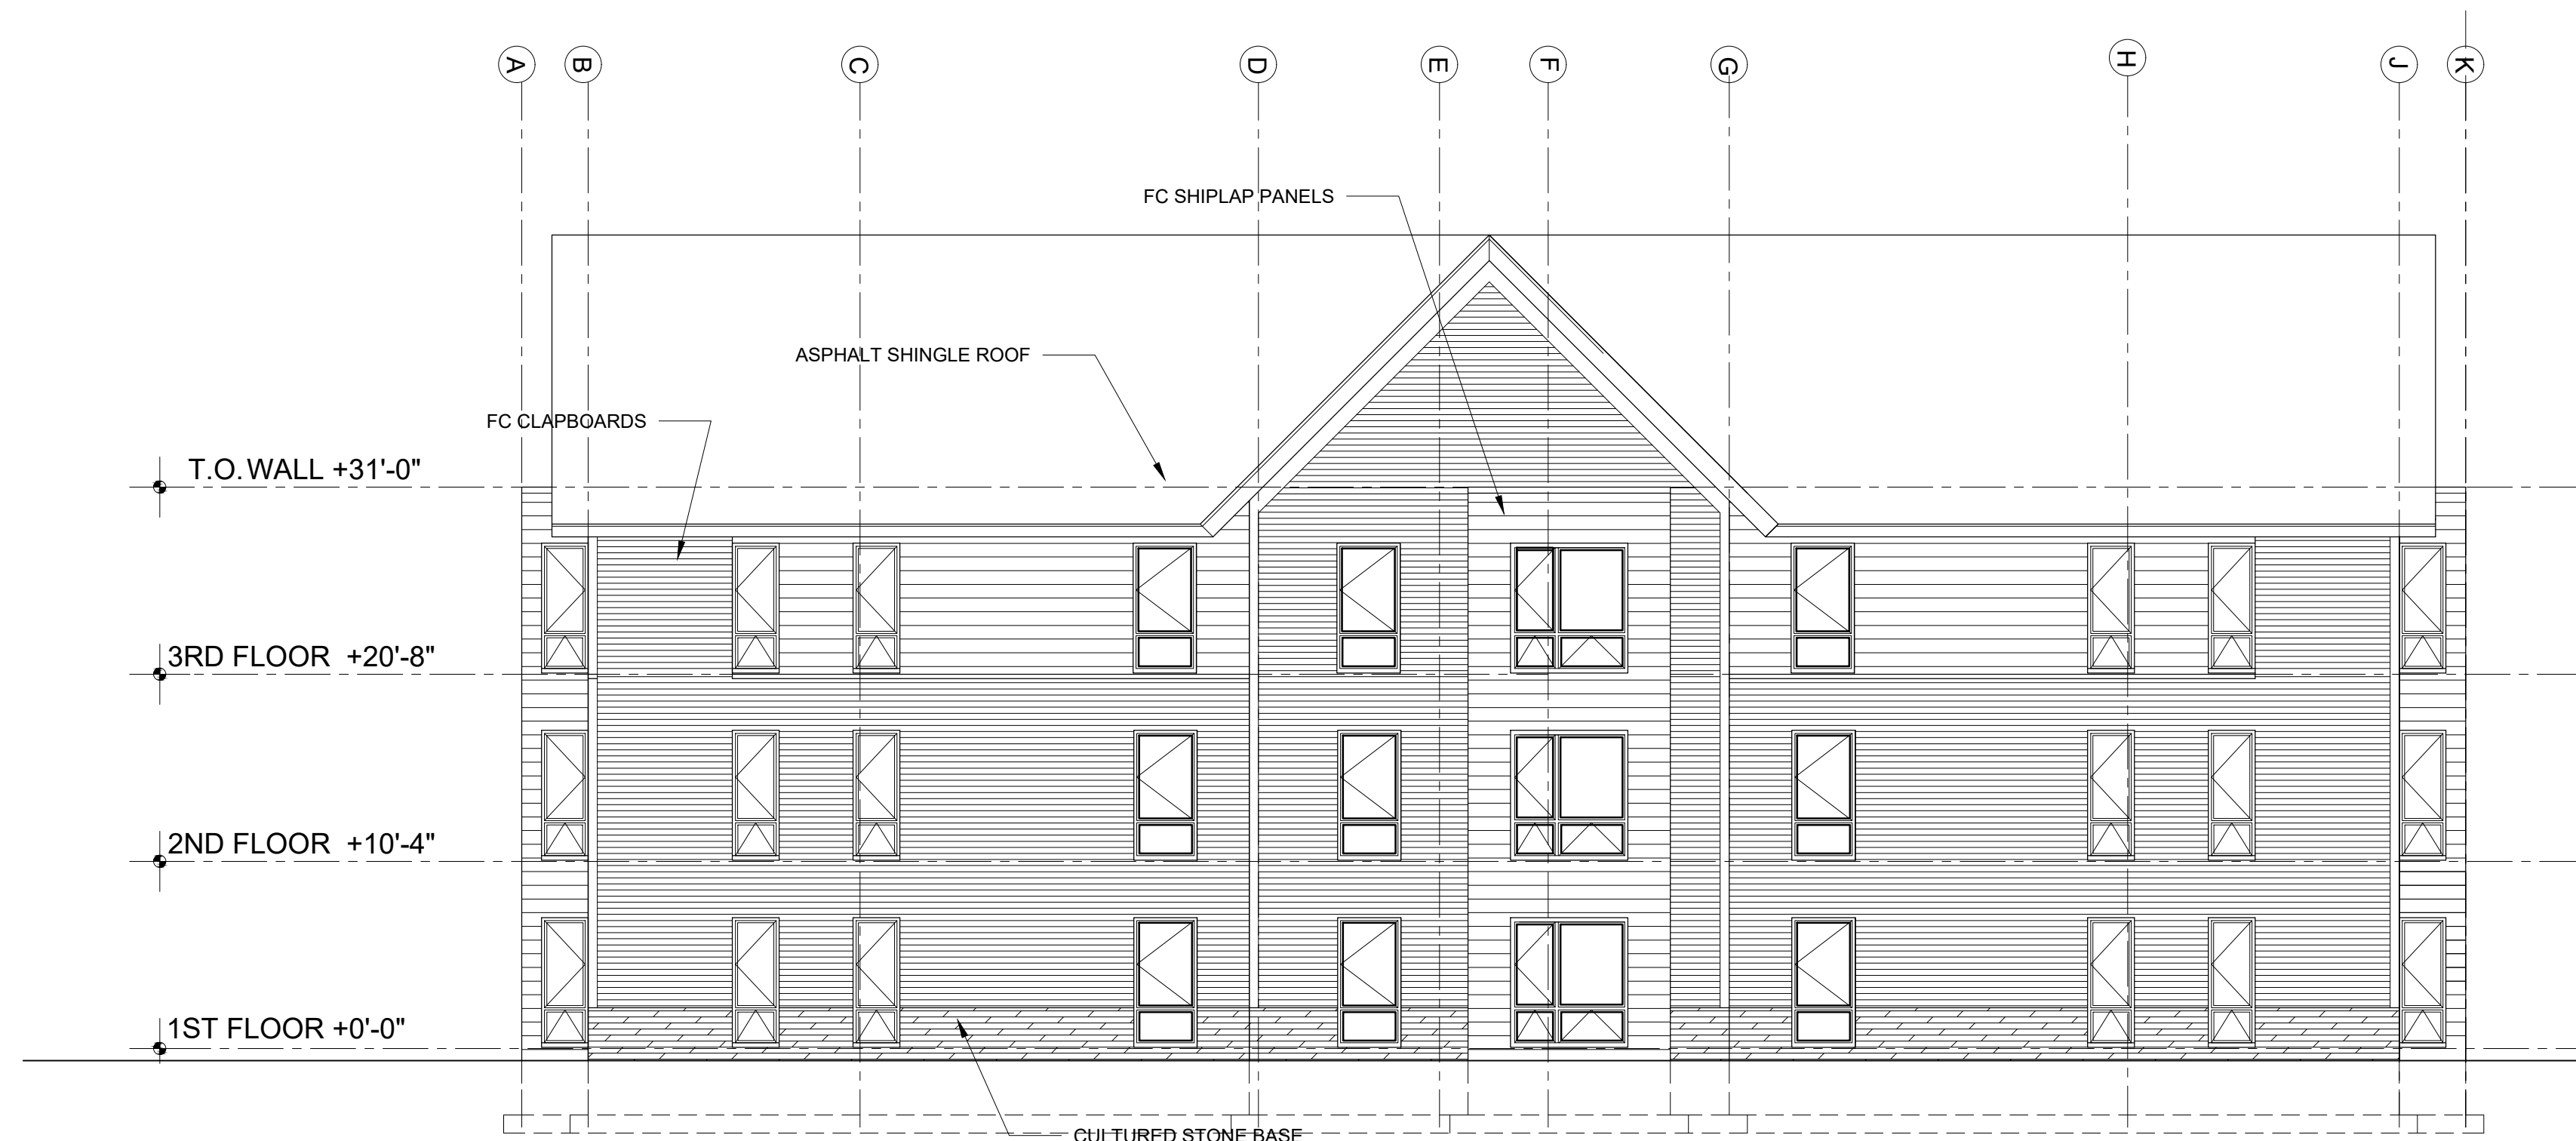 A B C D E F G H J K
FC SHIPLAP PANELS
ASPHALT SHINGLE ROOF
FC CLAPBOARDS
T.O. WALL +31'-0"
3RD FLOOR +20'-8"
2ND FLOOR +10'-4"
1ST FLOOR +0'-0"
CULTURED STONE BASE